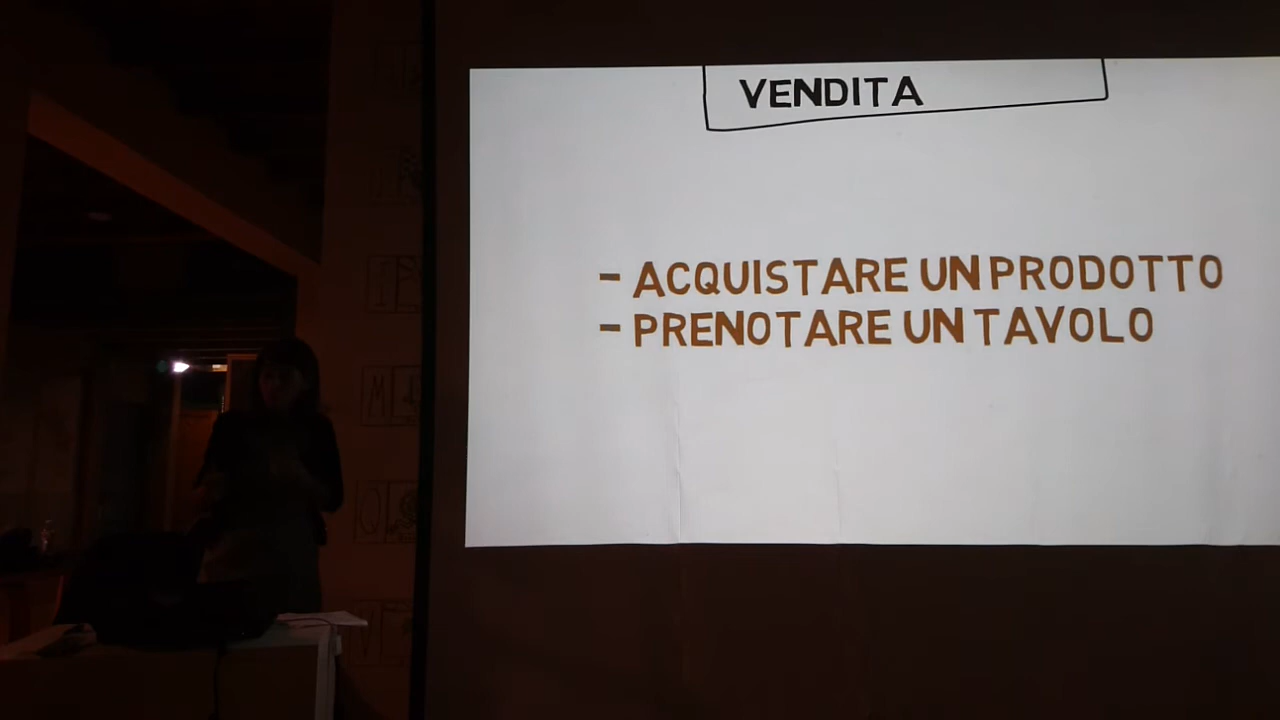 VENDITA
- ACQUISTARE UN PRODOTTO
- PRENOTARE UN TAVOLO